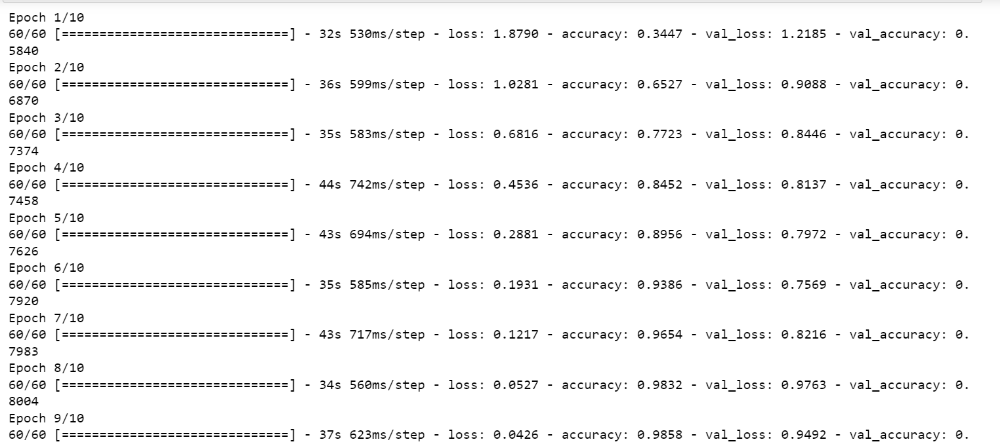 Epoch 1/10
60/60 [==============================] - 32s 530ms/step - loss: 1.8790 - accuracy: 0.3447 - val_loss: 1.2185 - val_accuracy: 0.
5840
Epoch 2/10
60/60 [==============================] - 36s 599ms/step - loss: 1.0281 - accuracy: 0.6527 - val_loss: 0.9088 - val_accuracy: 0.
6870
Epoch 3/10
60/60 [==============================] - 35s 583ms/step - loss: 0.6816 - accuracy: 0.7723 - val_loss: 0.8446 - val_accuracy: 0.
7374
Epoch 4/10
60/60 [==============================] - 44s 742ms/step - loss: 0.4536 - accuracy: 0.8452 - val_loss: 0.8137 - val_accuracy: 0.
7458
Epoch 5/10
60/60 [==============================] - 43s 694ms/step - loss: 0.2881 - accuracy: 0.8956 - val_loss: 0.7972 - val_accuracy: 0.
7626
Epoch 6/10
60/60 [==============================] - 35s 585ms/step - loss: 0.1931 - accuracy: 0.9386 - val_loss: 0.7569 - val_accuracy: 0.
7920
Epoch 7/10
60/60 [==============================] - 43s 717ms/step - loss: 0.1217 - accuracy: 0.9654 - val_loss: 0.8216 - val_accuracy: 0.
7983
Epoch 8/10
60/60 [==============================] - 34s 560ms/step - loss: 0.0527 - accuracy: 0.9832 - val_loss: 0.9763 - val_accuracy: 0.
8004
Epoch 9/10
60/60 [==============================] - 37s 623ms/step - loss: 0.0426 - accuracy: 0.9858 - val_loss: 0.9492 - val_accuracy: 0.